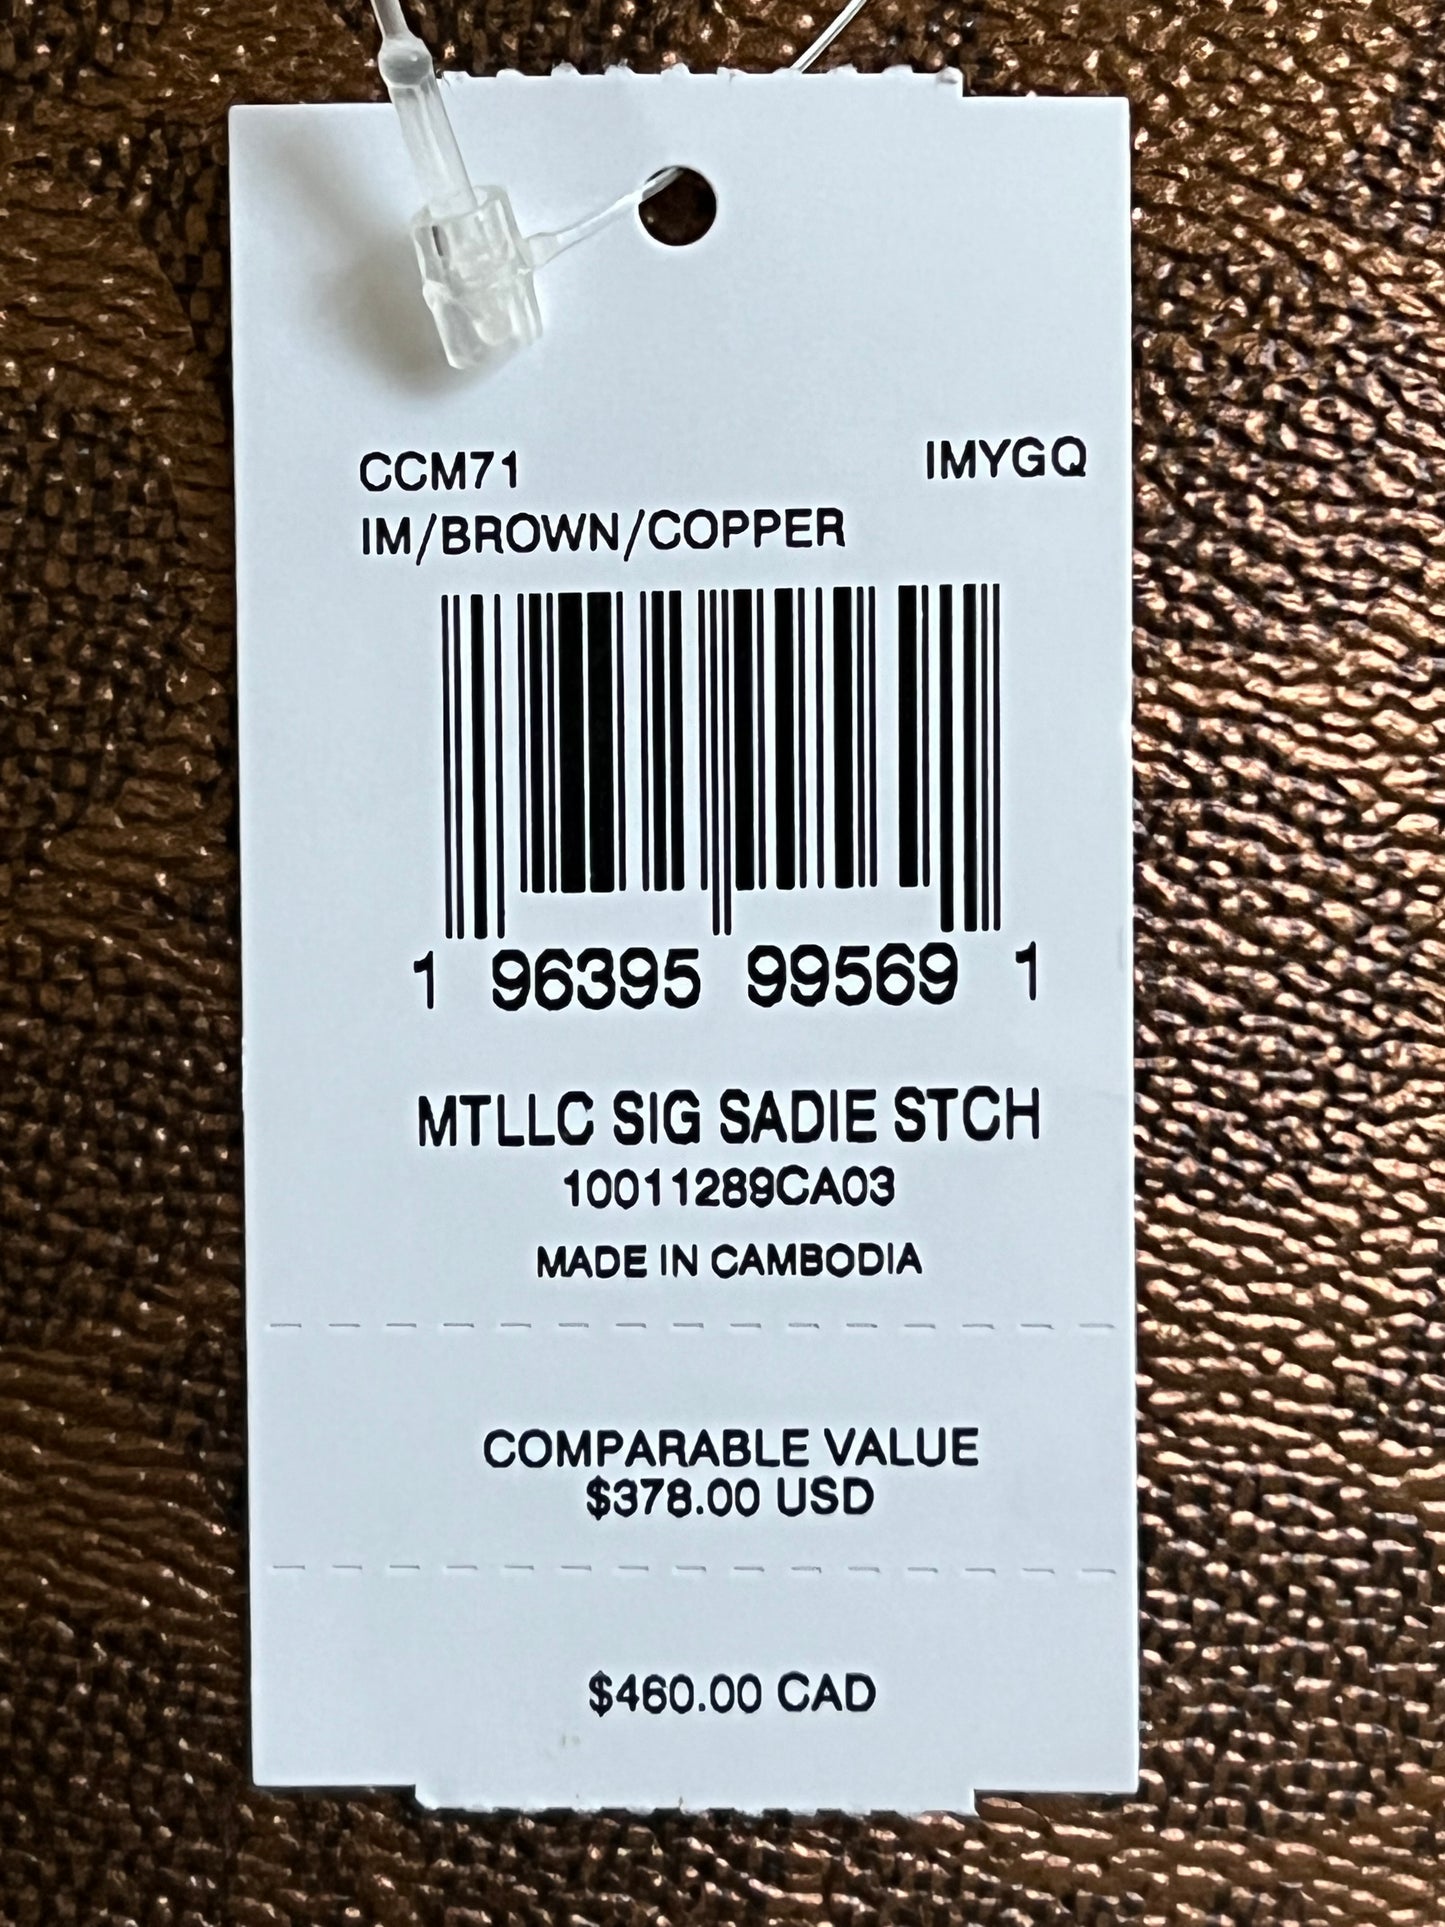 CCM71 IMYGQ
IM/BROWN/COPPER
1 96395 99569 1
MTLLC SIG SADIE STCH
10011289CA03
MADE IN CAMBODIA
COMPARABLE VALUE
$378.00 USD
$460.00 CAD